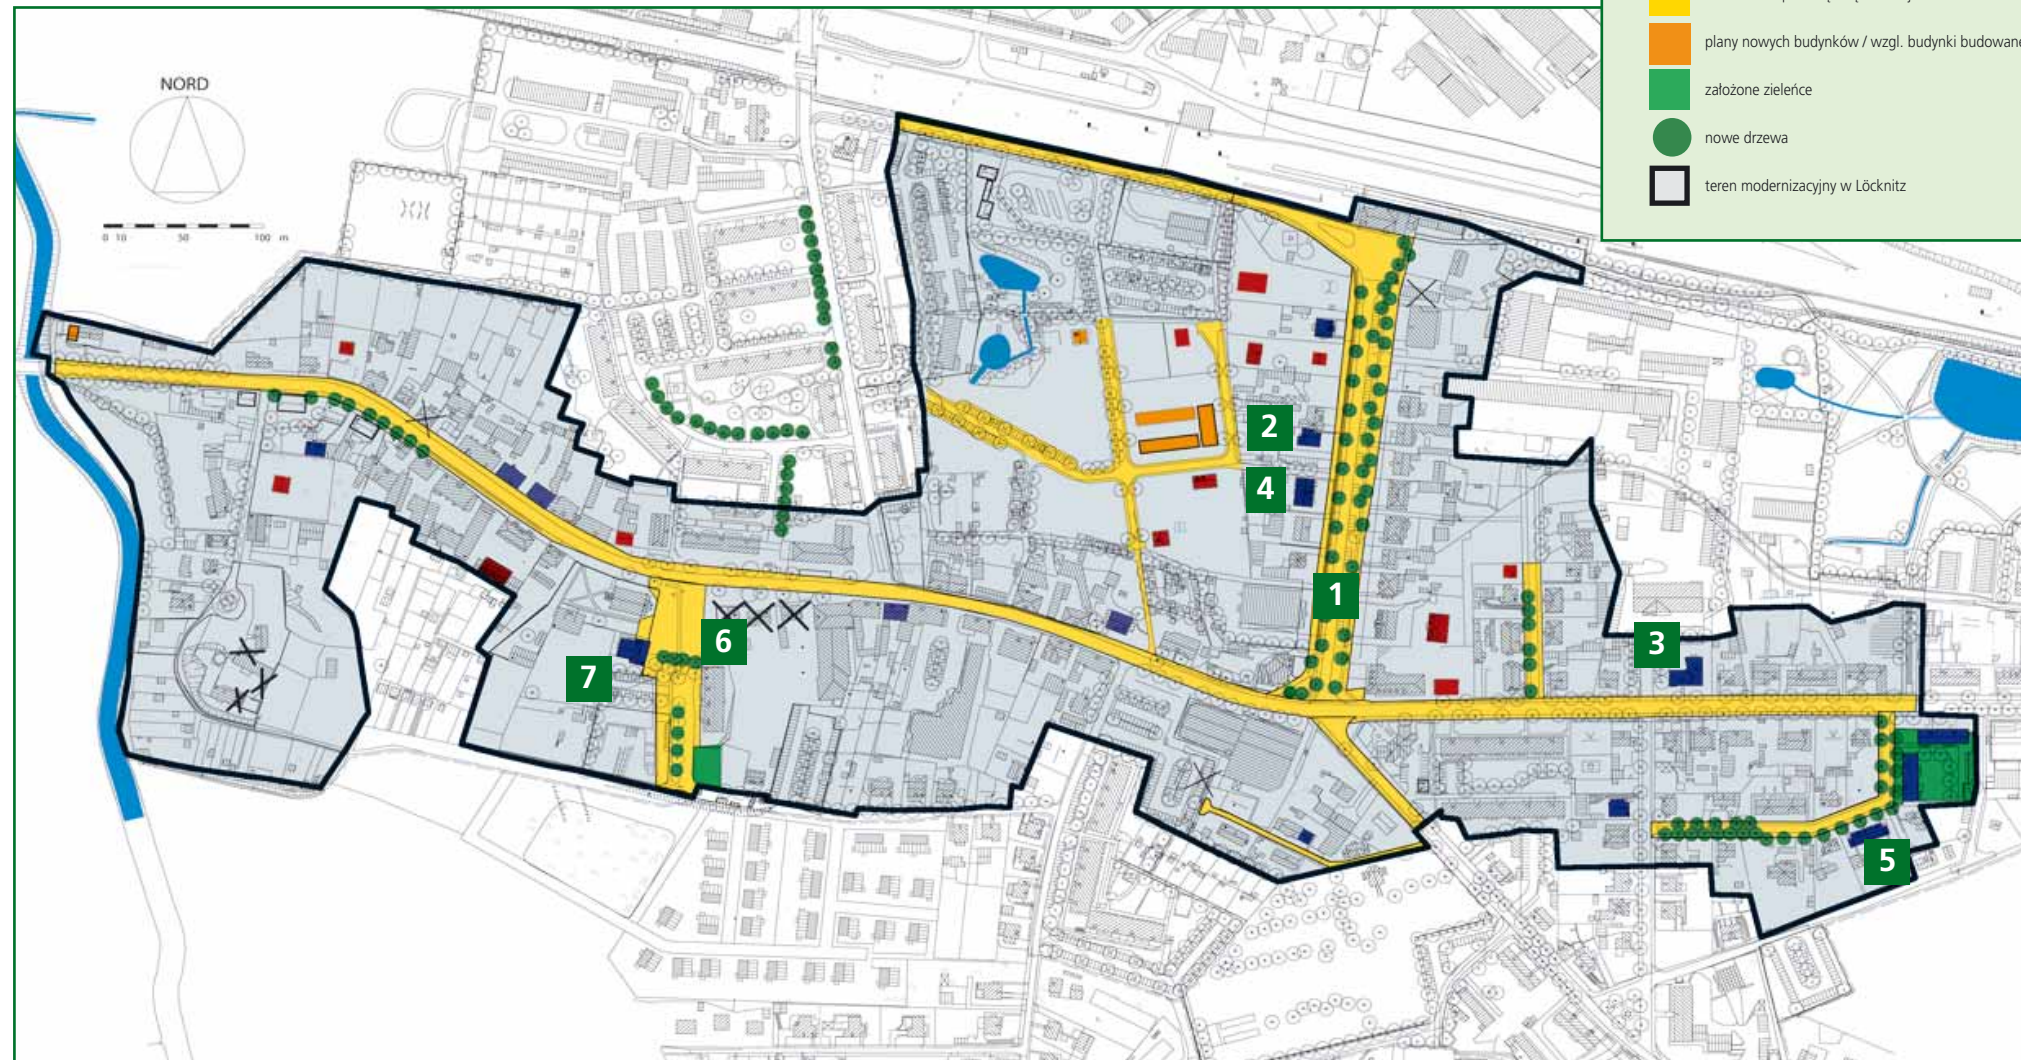 NORD
0 10 50 100 m
plany nowych budynków / wzgl. budynki budowane
założone zieleńce
nowe drzewa
teren modernizacyjny w Löcknitz
2
4
1
3
6
7
5